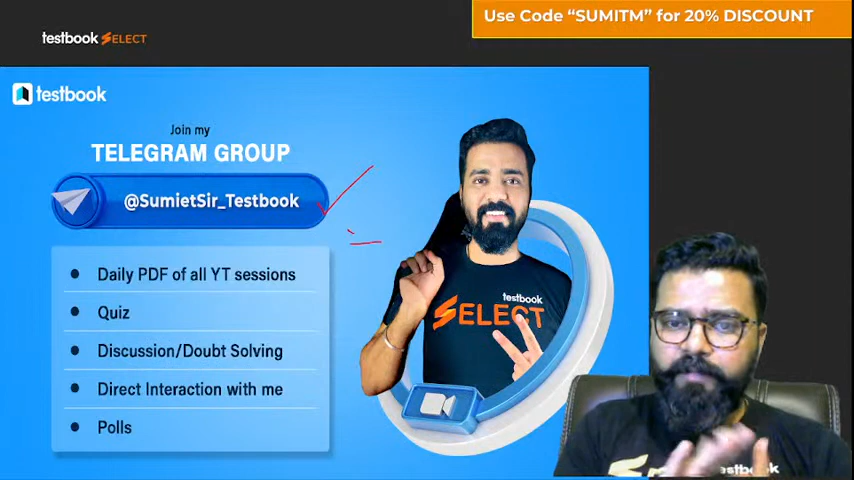 Use Code “SUMITM” for 20% DISCOUNT
testbook SELECT
testbook
Join my
TELEGRAM GROUP
@SumietSir_Testbook
Daily PDF of all YT sessions
Quiz
Discussion/Doubt Solving
Direct Interaction with me
Polls
testbook
SELECT